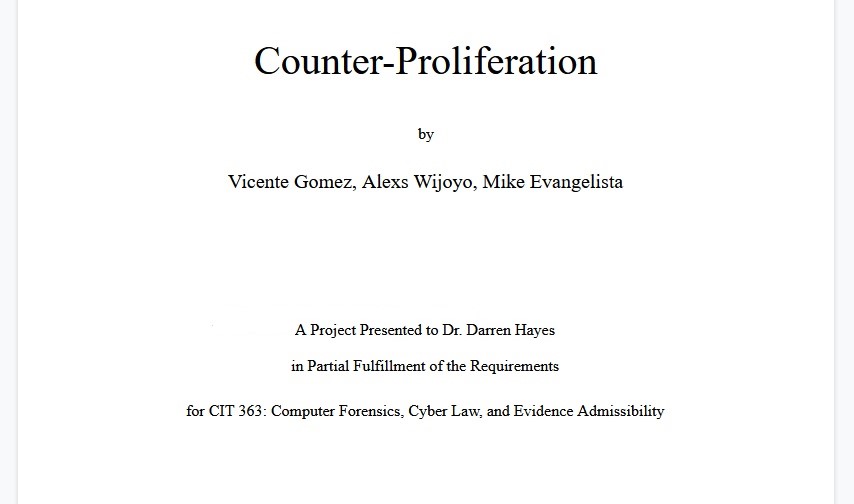 Counter-Proliferation
by
Vicente Gomez, Alexs Wijoyo, Mike Evangelista
A Project Presented to Dr. Darren Hayes
in Partial Fulfillment of the Requirements
for CIT 363: Computer Forensics, Cyber Law, and Evidence Admissibility